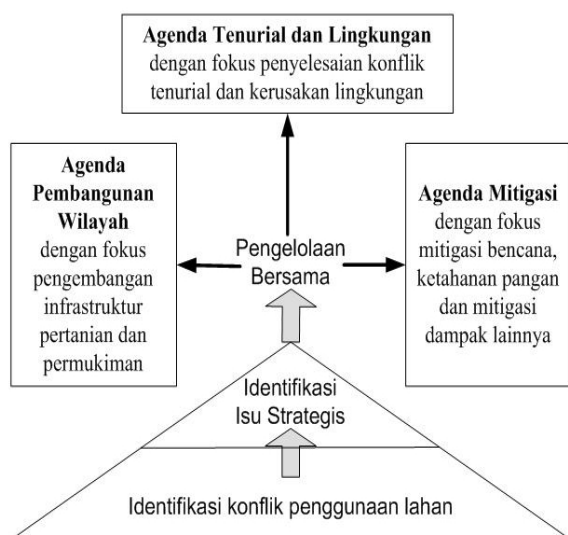 Agenda Tenurial dan Lingkungan
dengan fokus penyelesaian konflik
tenurial dan kerusakan lingkungan
Agenda
Pembangunan
Wilayah
dengan fokus
pengembangan
infrastruktur
pertanian dan
permukiman
Pengelolaan
Bersama
Agenda Mitigasi
dengan fokus
mitigasi bencana,
ketahanan pangan
dan mitigasi
dampak lainnya
Identifikasi
Isu Strategis
Identifikasi konflik penggunaan lahan